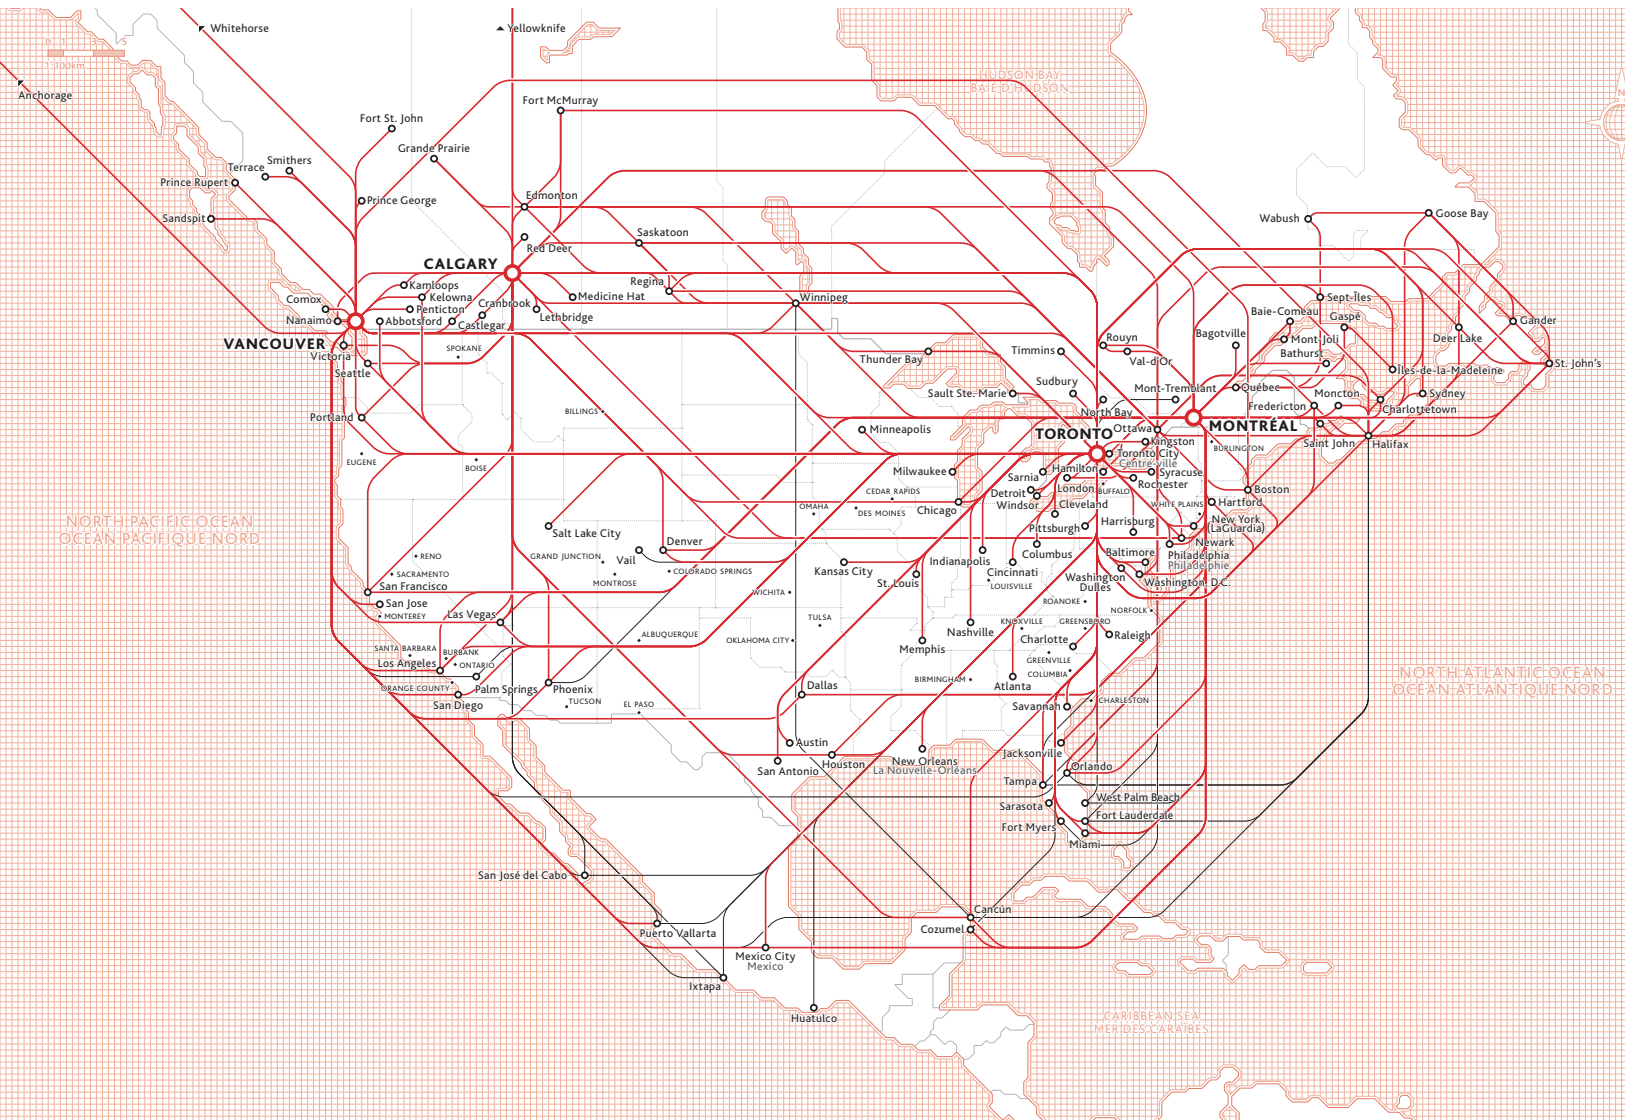 Whitehorse
Yellowknife
0 1 3 5
1:100km
Anchorage
HUDSON BAY
BAIE D'HUDSON
Fort McMurray
Fort St. John
Grande Prairie
Smithers
Terrace
Prince Rupert
Prince George
Sandspit
Edmonton
Red Deer
Saskatoon
Wabush
Goose Bay
CALGARY
Regina
Kamloops
Kelowna
Medicine Hat
Winnipeg
Sept-Îles
Comox
Penticton
Cranbrook
Lethbridge
Nanaimo
Abbotsford
Castlegar
Baie-Comeau
Gaspé
Gander
VANCOUVER
Victoria
Seattle
SPOKANE
Thunder Bay
Timmins
Rouyn
Val-d'Or
Bagotville
Mont-Joli
Bathurst
Deer Lake
Îles-de-la-Madeleine
St. John's
Sault Ste. Marie
Sudbury
North Bay
Mont-Tremblant
Québec
Fredericton
Moncton
Sydney
Charlottetown
Portland
BILLINGS
Minneapolis
TORONTO
Ottawa
MONTRÉAL
Saint John
Halifax
EUGENE
BOISE
Milwaukee
Kingston
Toronto City
Centre-ville
BURLINGTON
Sarnia
Hamilton
Syracuse
Detroit
London
BUFFALO
Rochester
Boston
Windsor
Cleveland
WHITE PLAINS
Hartford
CEDAR RAPIDS
OMAHA
DES MOINES
Chicago
NORTH PACIFIC OCEAN
OCÉAN PACIFIQUE NORD
Salt Lake City
Pittsburgh
Harrisburg
New York
(LaGuardia)
Newark
RENO
GRAND JUNCTION
Vail
Denver
Columbus
Baltimore
Philadelphia
Philadelphie
SACRAMENTO
MONTROSE
COLORADO SPRINGS
Kansas City
St. Louis
Indianapolis
Cincinnati
LOUISVILLE
Washington
Dulles
Washington, D.C.
San Francisco
San Jose
MONTEREY
Las Vegas
WICHITA
TULSA
ROANOKE
NORFOLK
ALBUQUERQUE
OKLAHOMA CITY
Nashville
KNOXVILLE
GREENSBORO
Memphis
Charlotte
Raleigh
SANTA BARBARA
BURBANK
Los Angeles
ONTARIO
GREENVILLE
COLUMBIA
ORANGE COUNTY
Palm Springs
Phoenix
Dallas
BIRMINGHAM
Atlanta
NORTH ATLANTIC OCEAN
OCÉAN ATLANTIQUE NORD
San Diego
TUCSON
EL PASO
Savannah
CHARLESTON
Austin
San Antonio
Houston
New Orleans
La Nouvelle-Orléans
Jacksonville
Orlando
Tampa
West Palm Beach
Sarasota
Fort Lauderdale
Fort Myers
Miami
San José del Cabo
Puerto Vallarta
Cancún
Cozumel
Mexico City
Mexico
Ixtapa
Huatulco
CARIBBEAN SEA
MER DES CARAÏBES